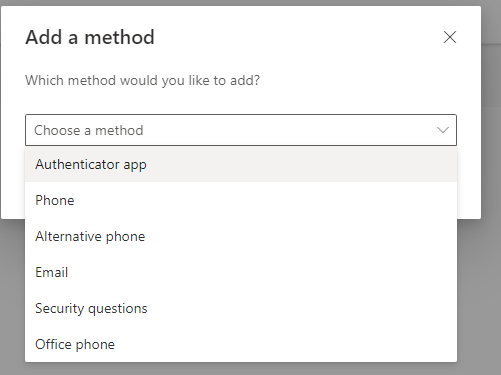 Add a method
Which method would you like to add?
Choose a method
Authenticator app
Phone
Alternative phone
Email
Security questions
Office phone